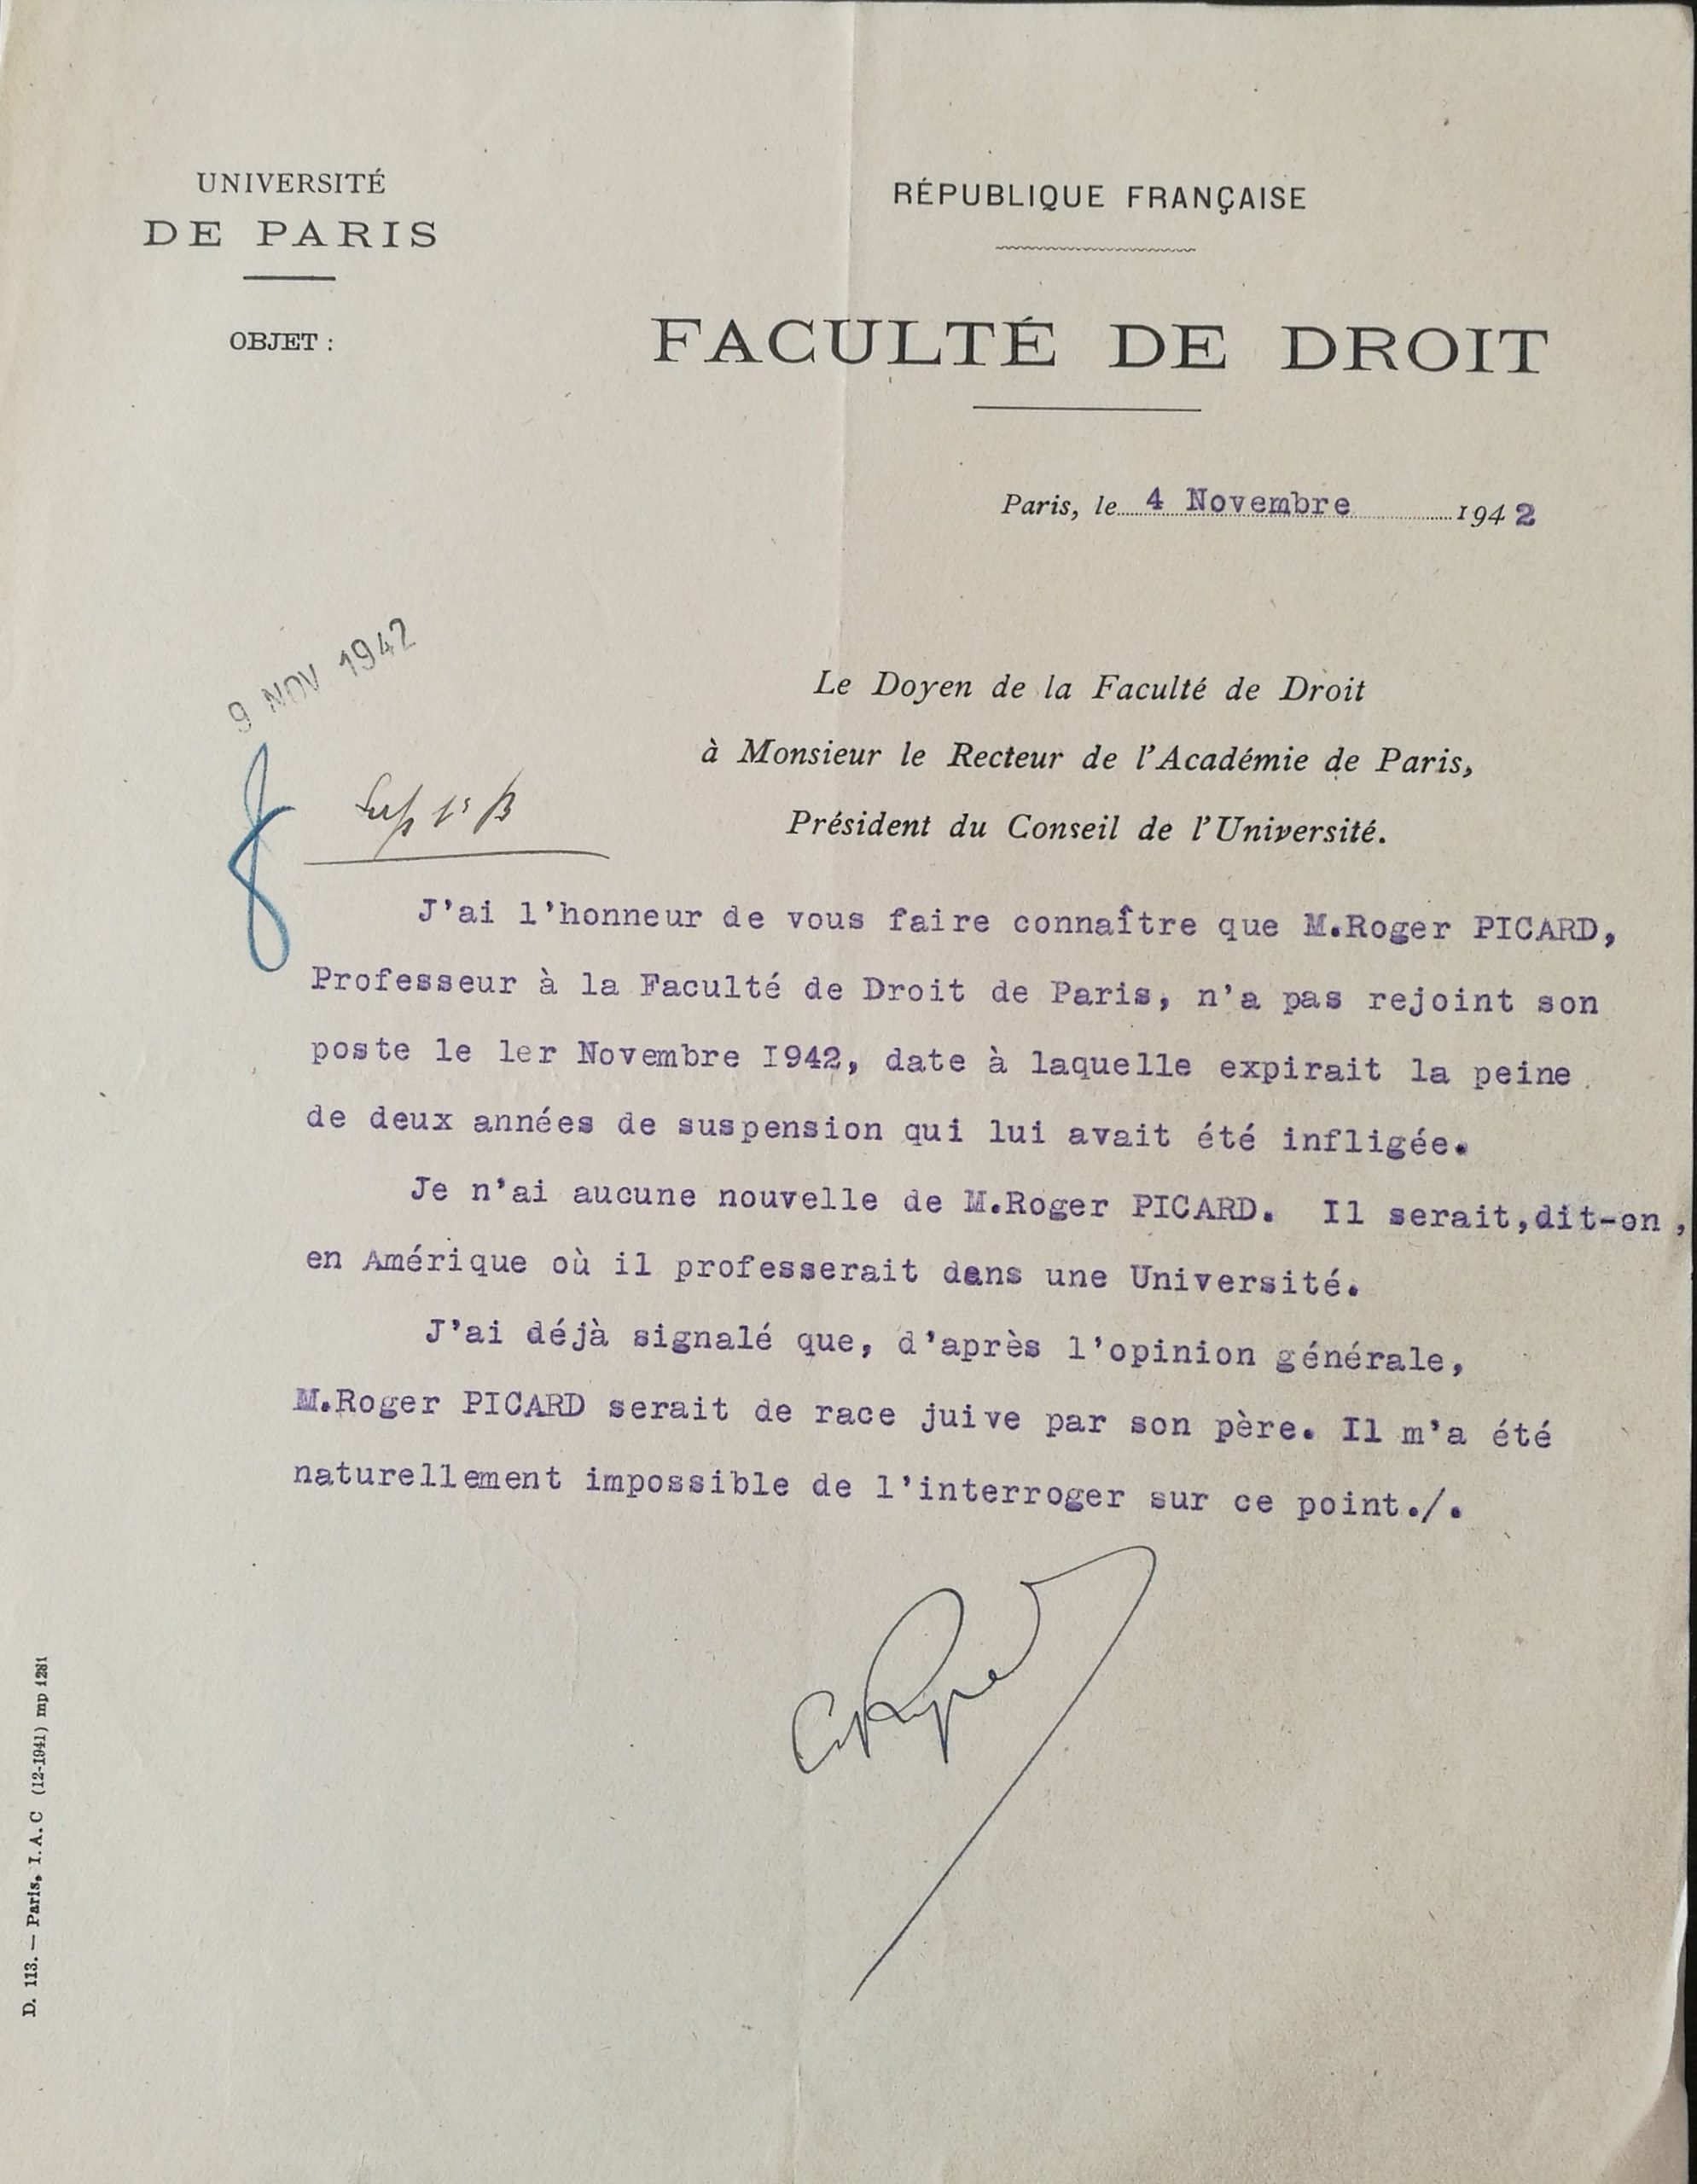 UNIVERSITÉ
DE PARIS
OBJET :
RÉPUBLIQUE FRANÇAISE
FACULTÉ DE DROIT
Paris, le 4 Novembre 1942
9 NOV 1942
Le Doyen de la Faculté de Droit
à Monsieur le Recteur de l'Académie de Paris,
Président du Conseil de l'Université.
J'ai l'honneur de vous faire connaître que M.Roger PICARD,
Professeur à la Faculté de Droit de Paris, n'a pas rejoint son
poste le 1er Novembre I942, date à laquelle expirait la peine
de deux années de suspension qui lui avait été infligée.
Je n'ai aucune nouvelle de M.Roger PICARD. Il serait,dit-on,
en Amérique où il professerait dans une Université.
J'ai déjà signalé que, d'après l'opinion générale,
M.Roger PICARD serait de race juive par son père. Il m'a été
naturellement impossible de l'interroger sur ce point./.
D. 113. — Paris, I. A. C (12-1941) mp 1281